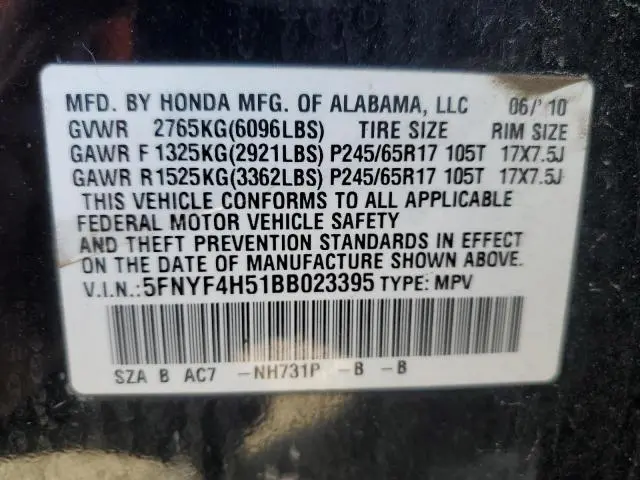 MFD. BY HONDA MFG. OF ALABAMA, LLC 06/'10
GVWR 2765KG(6096LBS) TIRE SIZE RIM SIZE
GAWR F 1325KG(2921LBS) P245/65R17 105T 17X7.5J
GAWR R1525KG(3362LBS) P245/65R17 105T 17X7.5J
THIS VEHICLE CONFORMS TO ALL APPLICABLE
FEDERAL MOTOR VEHICLE SAFETY
AND THEFT PREVENTION STANDARDS IN EFFECT
ON THE DATE OF MANUFACTURE SHOWN ABOVE.
V.I.N.:5FNYF4H51BB023395 TYPE: MPV
SZA B AC7 -NH731P -B -B